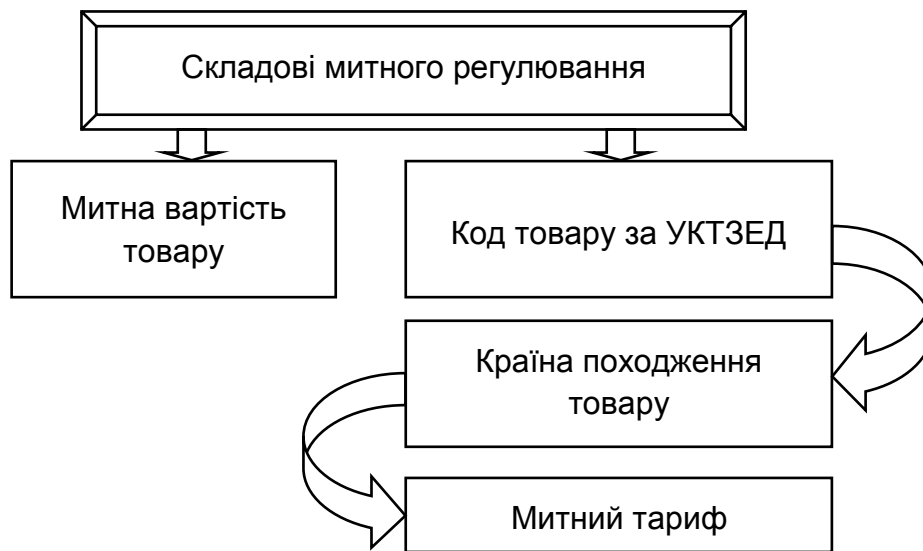 Складові митного регулювання
Митна вартість
товару
Код товару за УКТЗЕД
Країна походження
товару
Митний тариф